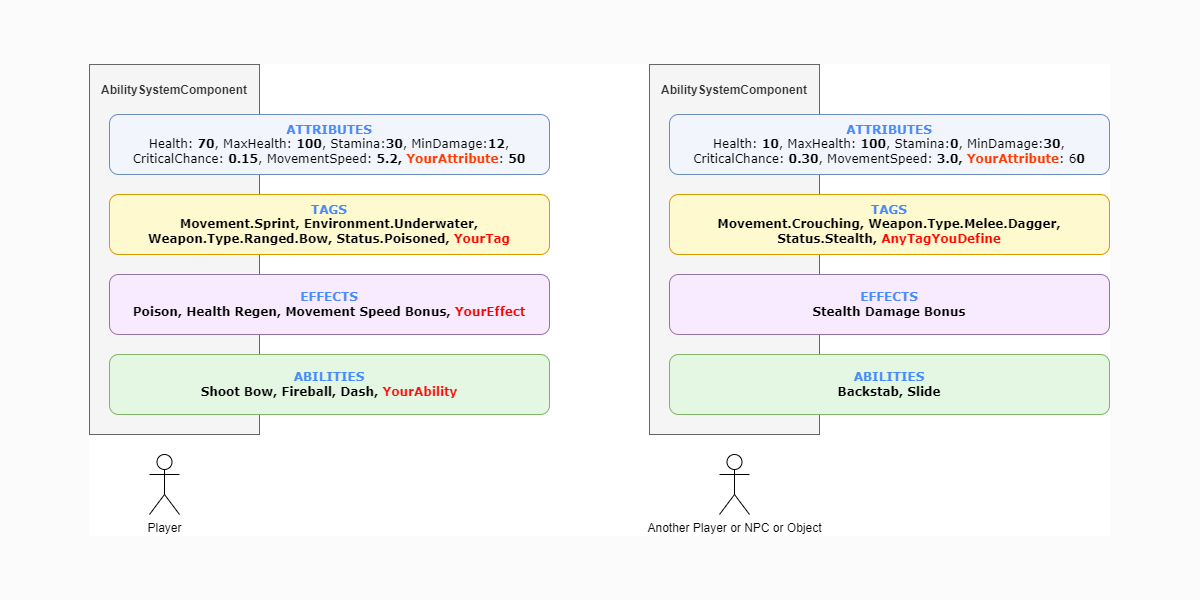 AbilitySystemComponent
ATTRIBUTES
Health: 70, MaxHealth: 100, Stamina:30, MinDamage:12,
CriticalChance: 0.15, MovementSpeed: 5.2, YourAttribute: 50
TAGS
Movement.Sprint, Environment.Underwater,
Weapon.Type.Ranged.Bow, Status.Poisoned, YourTag
EFFECTS
Poison, Health Regen, Movement Speed Bonus, YourEffect
ABILITIES
Shoot Bow, Fireball, Dash, YourAbility
Player
AbilitySystemComponent
ATTRIBUTES
Health: 10, MaxHealth: 100, Stamina:0, MinDamage:30,
CriticalChance: 0.30, MovementSpeed: 3.0, YourAttribute: 60
TAGS
Movement.Crouching, Weapon.Type.Melee.Dagger,
Status.Stealth, AnyTagYouDefine
EFFECTS
Stealth Damage Bonus
ABILITIES
Backstab, Slide
Another Player or NPC or Object